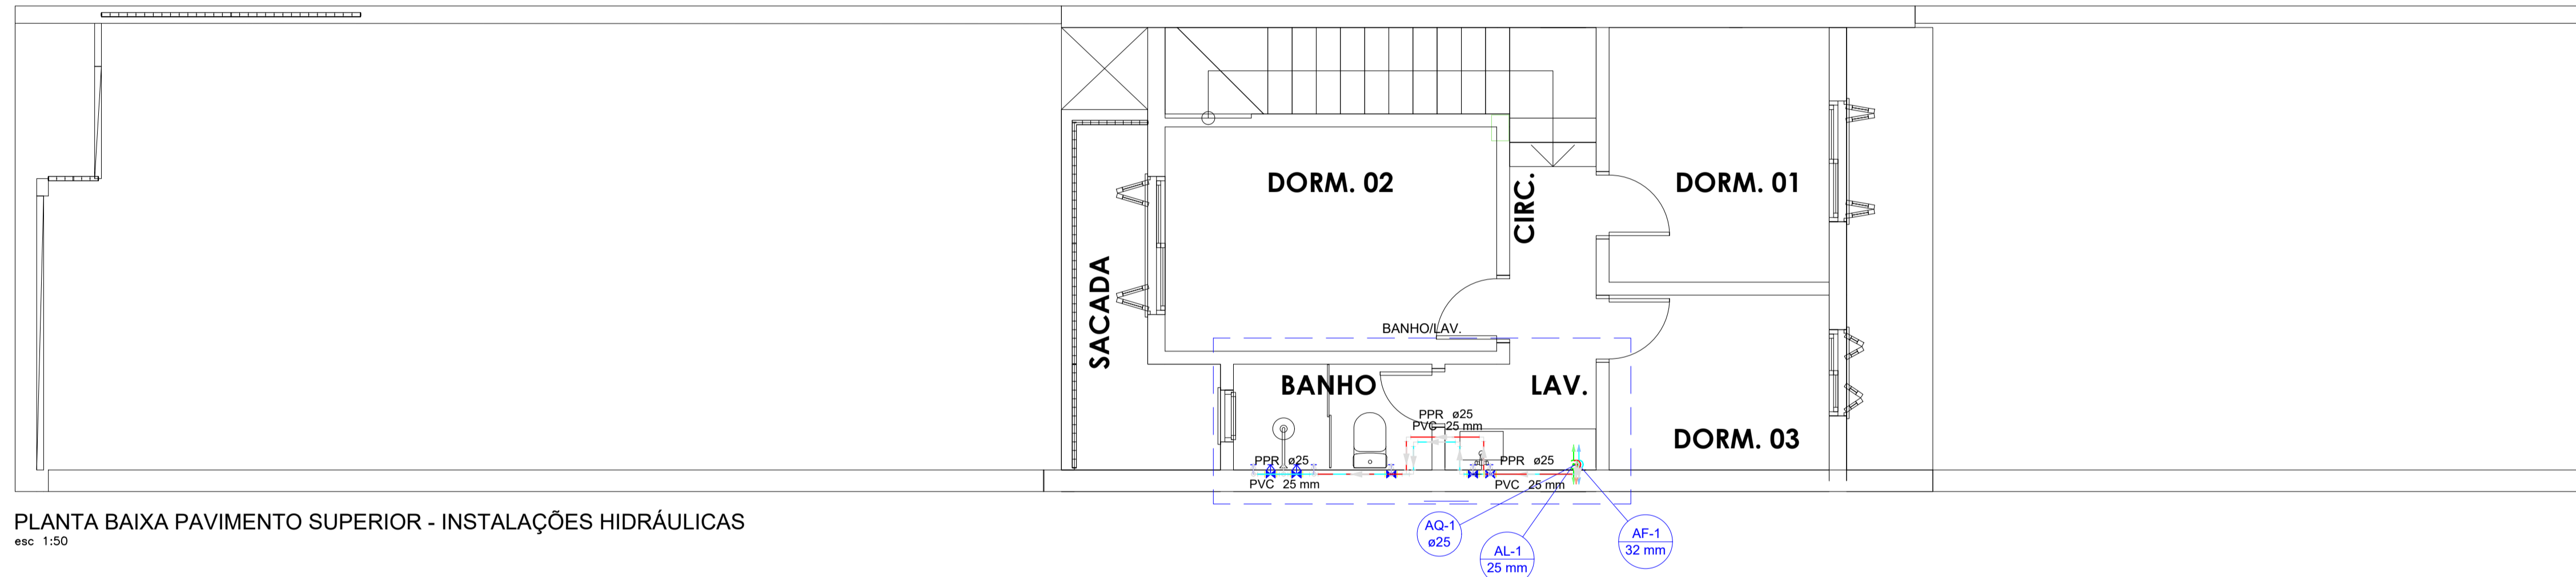 DORM. 02
CIRC.
DORM. 01
SACADA
BANHO/LAV.
BANHO
LAV.
PPR ø25
PVC 25 mm
DORM. 03
PPR ø25
PVC 25 mm
PPR ø25
PVC 25 mm
AQ-1
ø25
AL-1
25 mm
AF-1
32 mm
PLANTA BAIXA PAVIMENTO SUPERIOR - INSTALAÇÕES HIDRÁULICAS
esc 1:50